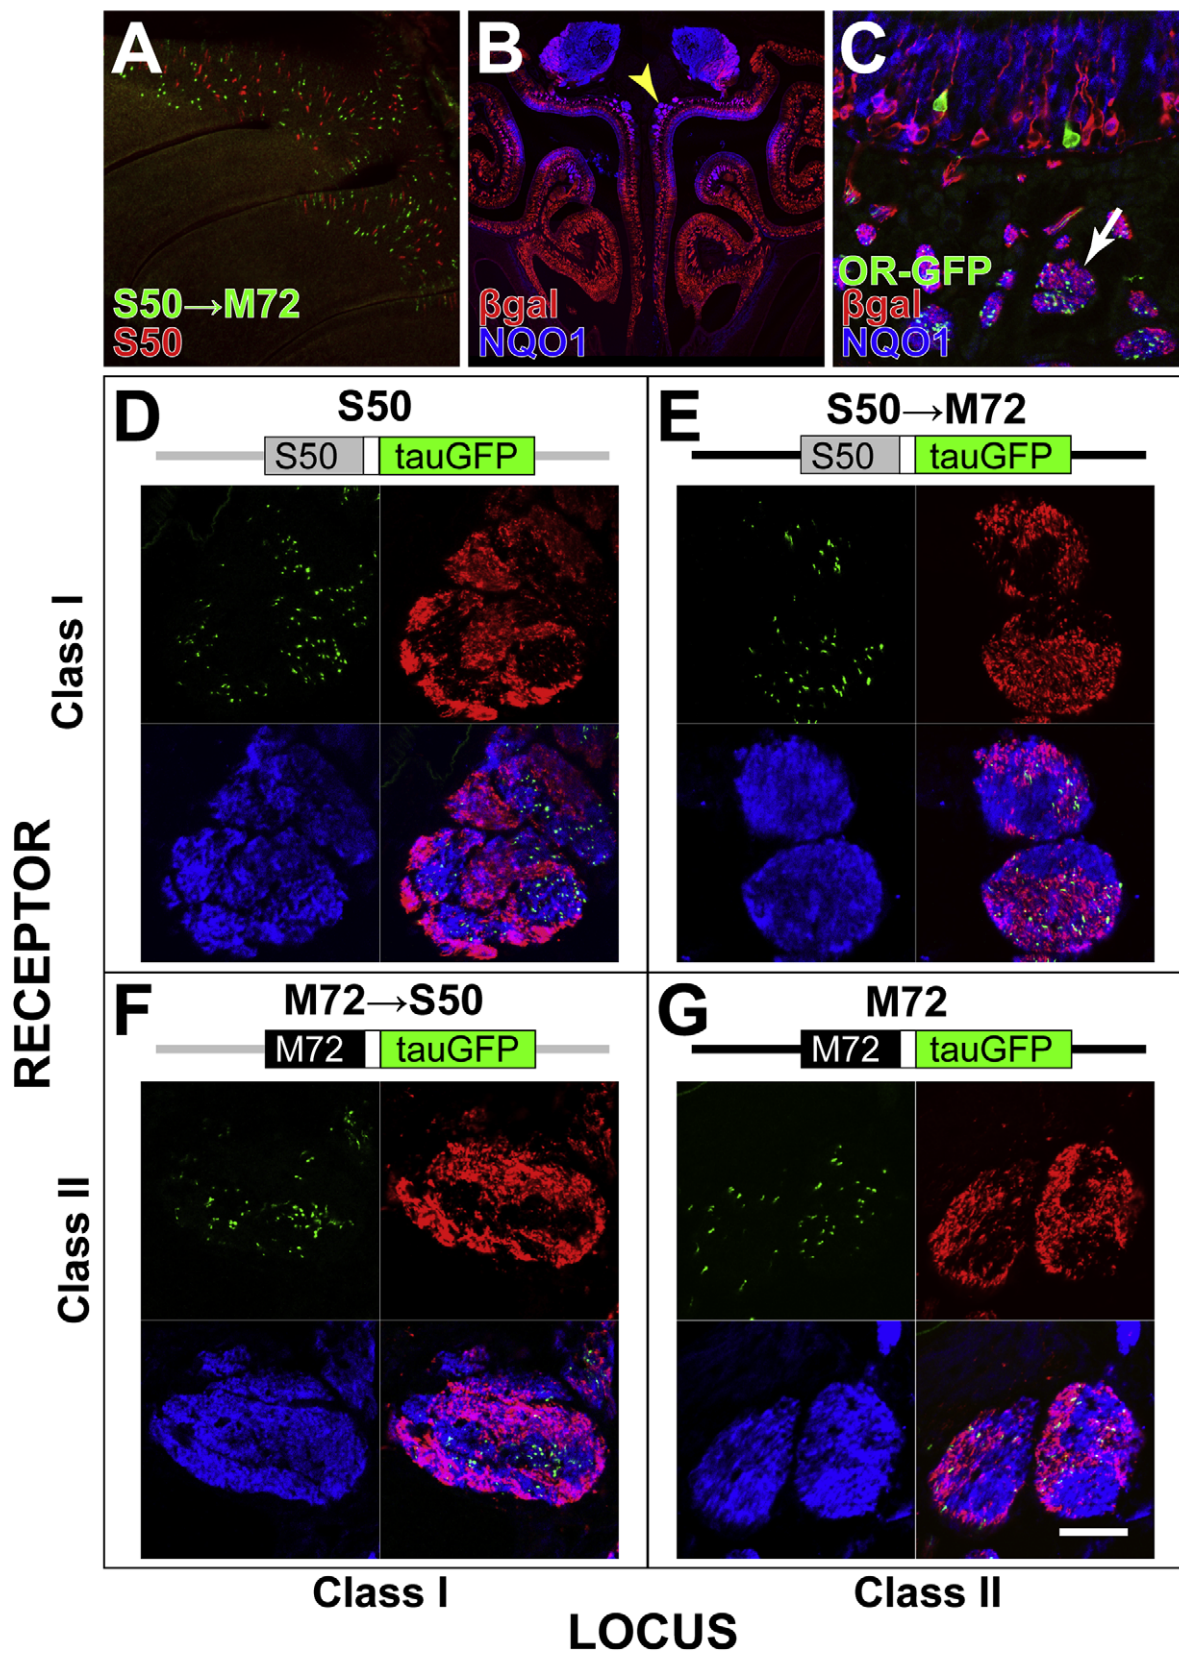 A
S50→M72
S50
B
βgal
NQO1
C
OR-GFP
βgal
NQO1
D
S50
S50
tauGFP
E
S50→M72
S50
tauGFP
F
M72→S50
M72
tauGFP
G
M72
M72
tauGFP
Class I
Class II
RECEPTOR
Class I
Class II
LOCUS